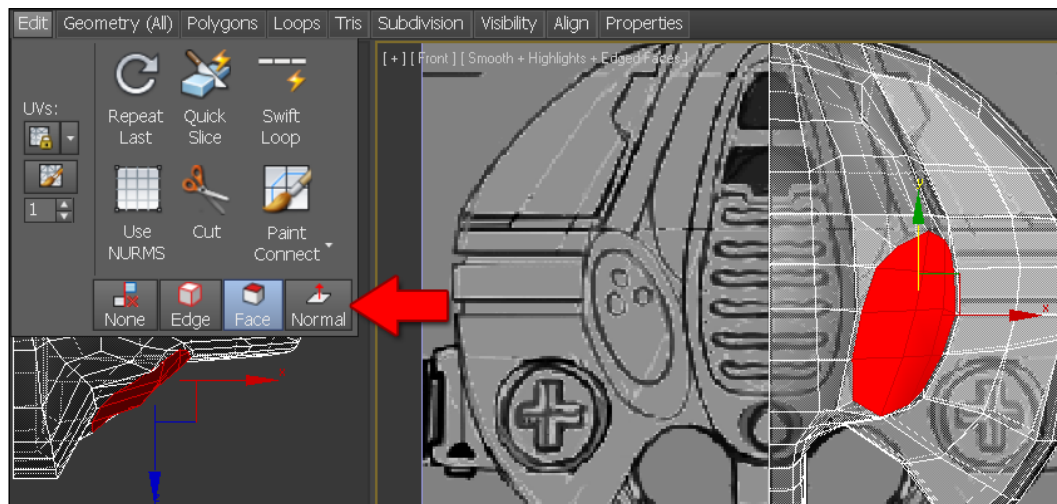 Edit Geometry (All) Polygons Loops Tris Subdivision Visibility Align Properties
[ + ] [ Front ] [ Smooth + Highlights + Edged Faces ]
UVs:
Repeat Last
Quick Slice
Swift Loop
1
Use NURMS
Cut
Paint Connect
None Edge Face Normal
y
x
x
z